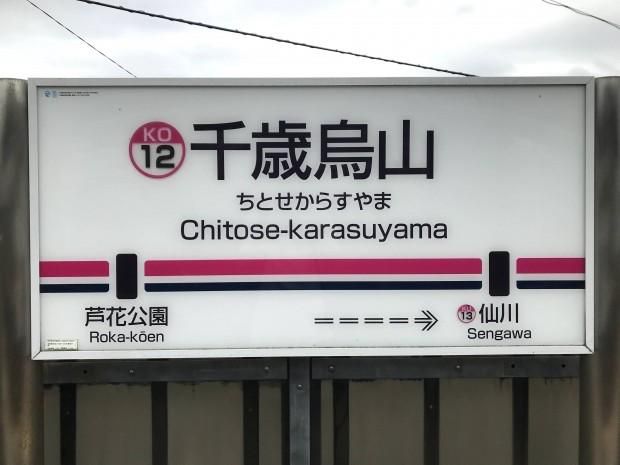 KO
12
千歳烏山
ちとせからすやま
Chitose-karasuyama
芦花公園
Roka-kōen
KO
13
仙川
Sengawa